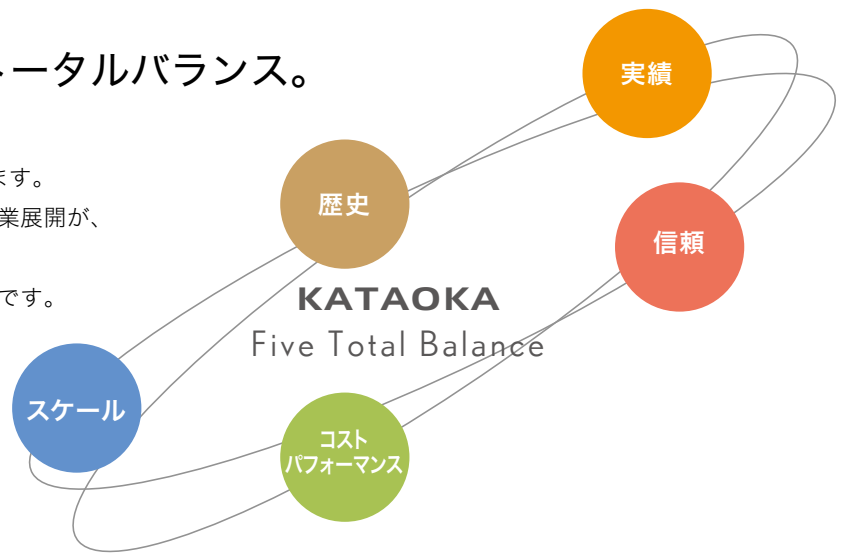 ータルバランス。
ます。
業展開が、
です。
実績
歴史
信頼
KATAOKA
Five Total Balance
スケール
コスト
パフォーマンス